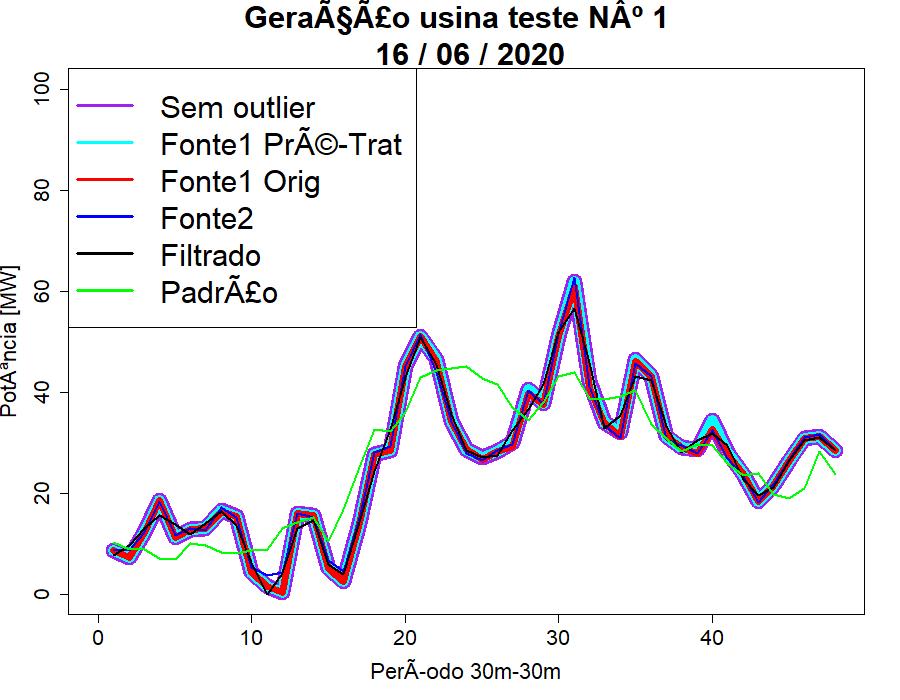 GeraÃ§Ã£o usina teste NÂº 1
16 / 06 / 2020
Sem outlier
Fonte1 PrÃ©-Trat
Fonte1 Orig
Fonte2
Filtrado
PadrÃ£o
PotÃªncia [MW]
100
80
60
40
20
0
0 10 20 30 40
PerÃ­odo 30m-30m